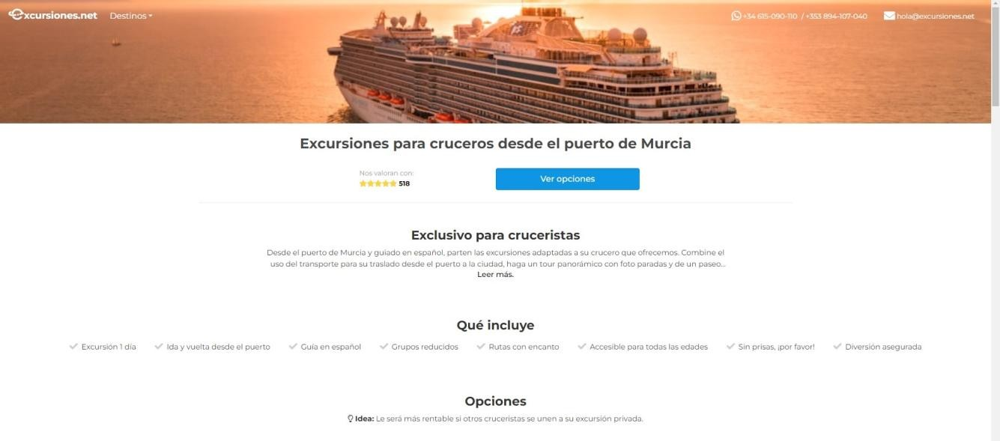 excursiones.net Destinos +34 615-090-110 / +353 894-107-040 hola@excursiones.net
Excursiones para cruceros desde el puerto de Murcia
Nos valoran con:
518
Ver opciones
Exclusivo para cruceristas
Desde el puerto de Murcia y guiado en español, parten las excursiones adaptadas a su crucero que ofrecemos. Combine el
uso del transporte para su traslado desde el puerto a la ciudad, haga un tour panorámico con foto paradas y de un paseo...
Leer más.
Qué incluye
Excursión 1 día Ida y vuelta desde el puerto Guía en español Grupos reducidos Rutas con encanto Accesible para todas las edades Sin prisas, ¡por favor! Diversión asegurada
Opciones
Idea: Le será más rentable si otros cruceristas se unen a su excursión privada.